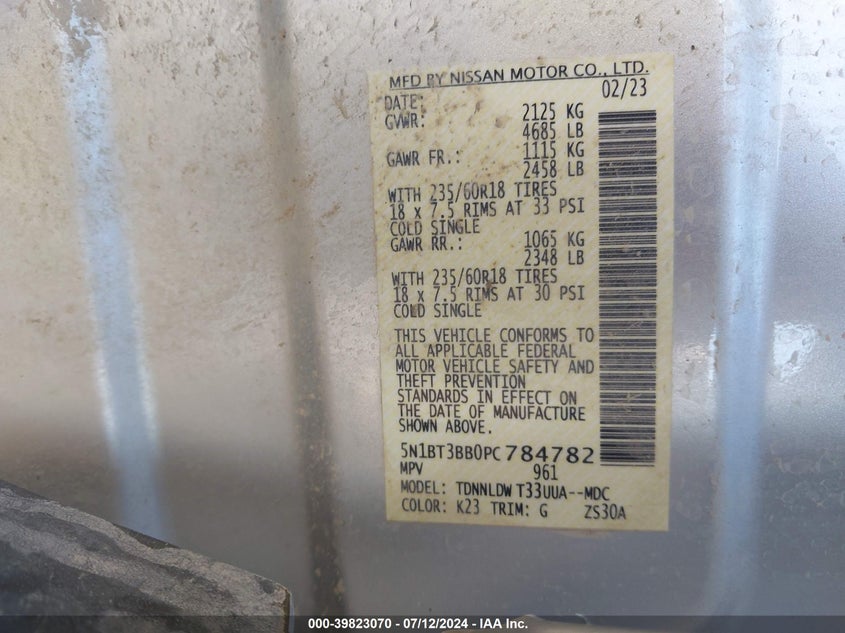 MFD BY NISSAN MOTOR CO., LTD.
DATE: 02/23
GVWR: 2125 KG
4685 LB
GAWR FR.: 1115 KG
2458 LB
WITH 235/60R18 TIRES
18 x 7.5 RIMS AT 33 PSI
COLD SINGLE
GAWR RR.: 1065 KG
2348 LB
WITH 235/60R18 TIRES
18 x 7.5 RIMS AT 30 PSI
COLD SINGLE
THIS VEHICLE CONFORMS TO
ALL APPLICABLE FEDERAL
MOTOR VEHICLE SAFETY AND
THEFT PREVENTION
STANDARDS IN EFFECT ON
THE DATE OF MANUFACTURE
SHOWN ABOVE.
5N1BT3BB0PC784782
MPV 961
MODEL: TDNNLDW T33UUA--MDC
COLOR: K23 TRIM: G ZS30A
000-39823070 - 07/12/2024 - IAA Inc.